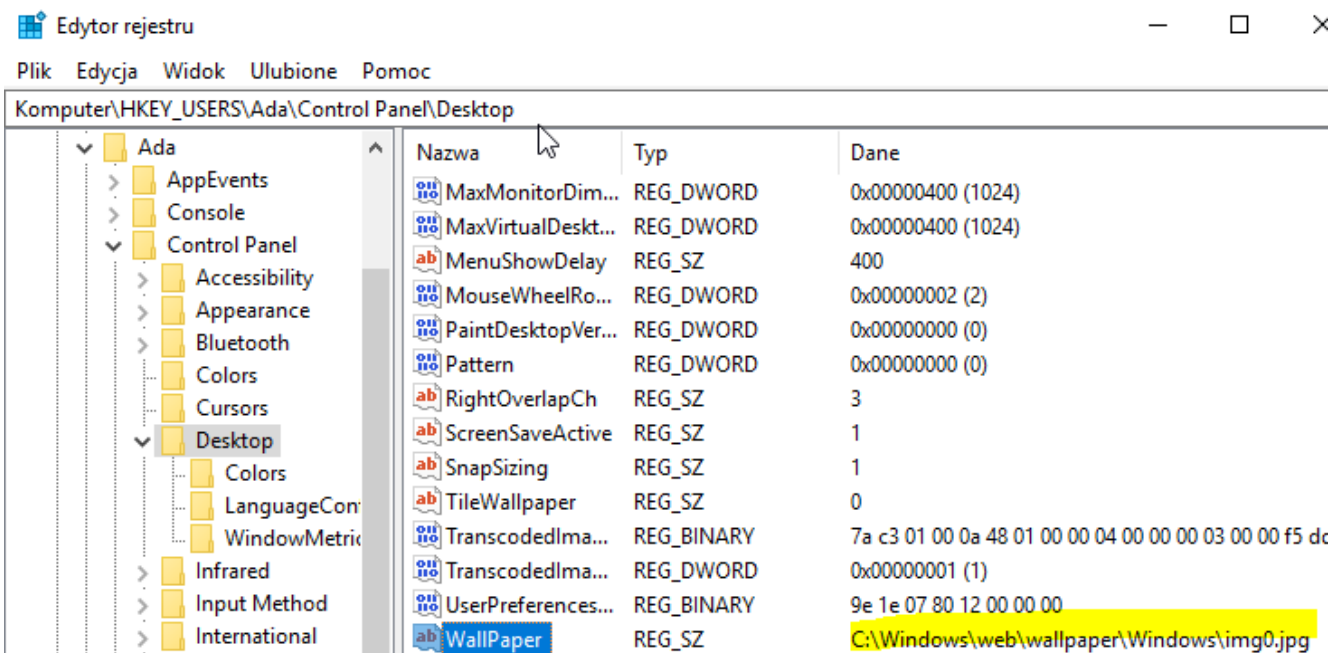 Edytor rejestru
Plik Edycja Widok Ulubione Pomoc
Komputer\HKEY_USERS\Ada\Control Panel\Desktop
Ada
AppEvents
Console
Control Panel
Accessibility
Appearance
Bluetooth
Colors
Cursors
Desktop
Colors
LanguageCon
WindowMetric
Infrared
Input Method
International
Nazwa Typ Dane
MaxMonitorDim... REG_DWORD 0x00000400 (1024)
MaxVirtualDeskt... REG_DWORD 0x00000400 (1024)
MenuShowDelay REG_SZ 400
MouseWheelRo... REG_DWORD 0x00000002 (2)
PaintDesktopVer... REG_DWORD 0x00000000 (0)
Pattern REG_DWORD 0x00000000 (0)
RightOverlapCh REG_SZ 3
ScreenSaveActive REG_SZ 1
SnapSizing REG_SZ 1
TileWallpaper REG_SZ 0
TranscodedIma... REG_BINARY 7a c3 01 00 0a 48 01 00 00 04 00 00 00 03 00 00 f5 dc
TranscodedIma... REG_DWORD 0x00000001 (1)
UserPreferences... REG_BINARY 9e 1e 07 80 12 00 00 00
WallPaper REG_SZ C:\Windows\web\wallpaper\Windows\img0.jpg